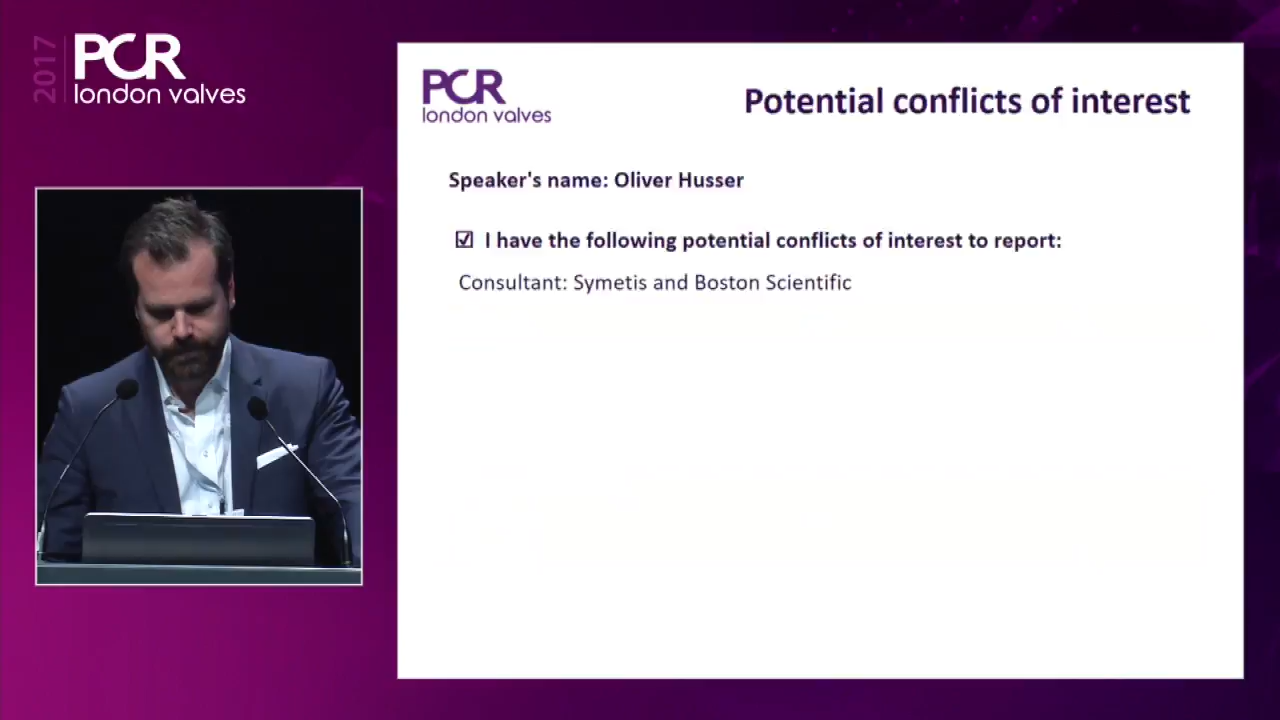 2017
PCR
london valves
PCR
london valves
Potential conflicts of interest
Speaker's name: Oliver Husser
☑ I have the following potential conflicts of interest to report:
Consultant: Symetis and Boston Scientific